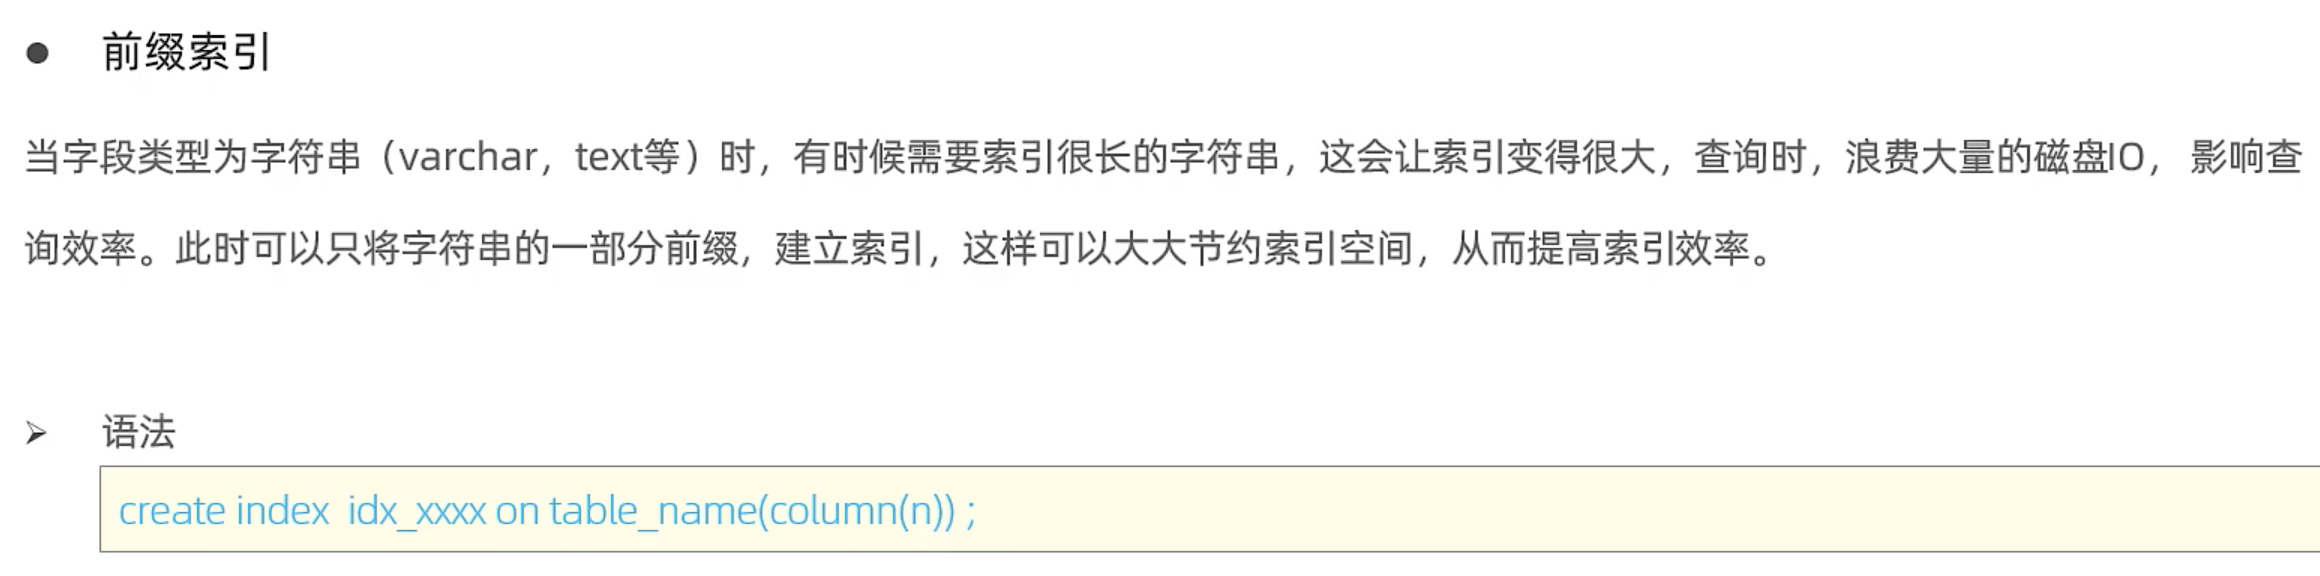 ● 前缀索引
当字段类型为字符串（varchar，text等）时，有时候需要索引很长的字符串，这会让索引变得很大，查询时，浪费大量的磁盘IO， 影响查
询效率。此时可以只将字符串的一部分前缀，建立索引，这样可以大大节约索引空间，从而提高索引效率。
➢ 语法
create index  idx_xxxx on table_name(column(n)) ;